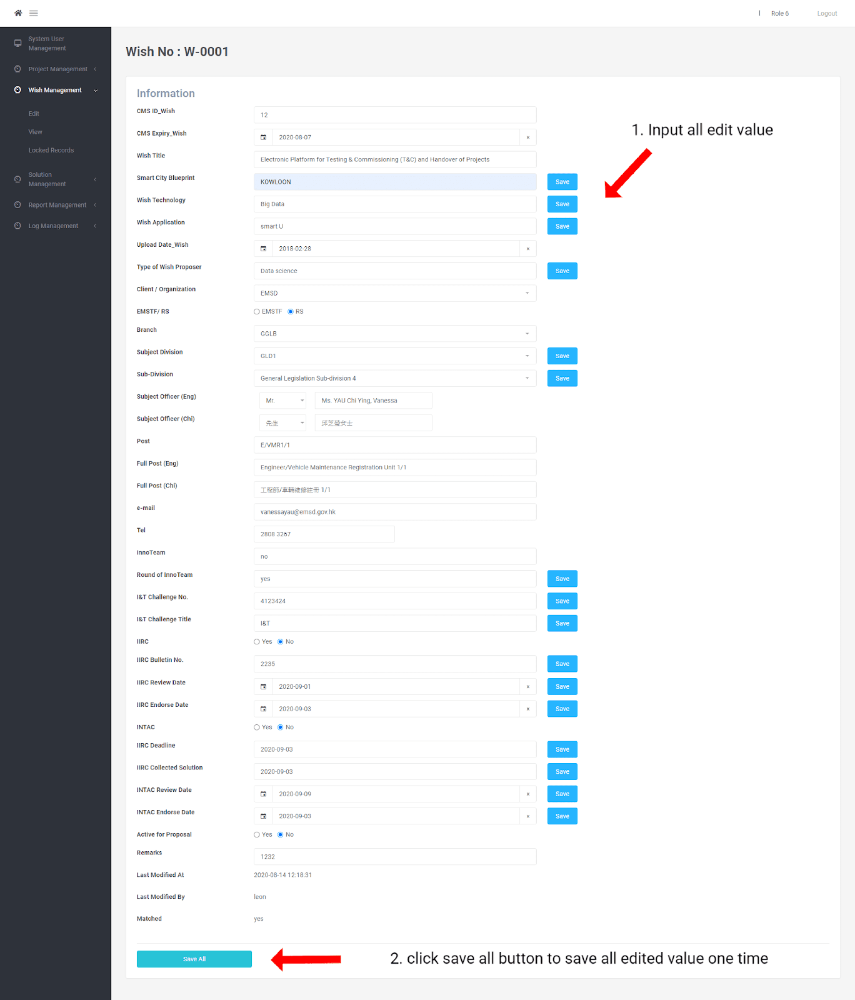 | Role 6 Logout
System User
Management
Project Management
Wish Management
Edit
View
Locked Records
Solution
Management
Report Management
Log Management
Wish No : W-0001
Information
CMS ID_Wish 12
CMS Expiry_Wish 2020-08-07 ×
1. Input all edit value
Wish Title Electronic Platform for Testing & Commissioning (T&C) and Handover of Projects
Smart City Blueprint KOWLOON Save
Wish Technology Big Data Save
Wish Application smart U Save
Upload Date_Wish 2018-02-28 ×
Type of Wish Proposer Data science Save
Client / Organization EMSD
EMSTF/ RS EMSTF RS
Branch GGLB
Subject Division GLD1 Save
Sub-Division General Legislation Sub-division 4 Save
Subject Officer (Eng) Mr. Ms. YAU Chi Ying, Vanessa
Subject Officer (Chi) 先生 邱芝瑩女士
Post E/VMR1/1
Full Post (Eng) Engineer/Vehicle Maintenance Registration Unit 1/1
Full Post (Chi) 工程師/車輛維修註冊 1/1
e-mail vanessayau@emsd.gov.hk
Tel 2808 3267
InnoTeam no
Round of InnoTeam yes Save
I&T Challenge No. 4123424 Save
I&T Challenge Title I&T Save
IIRC Yes No
IIRC Bulletin No. 2235 Save
IIRC Review Date 2020-09-01 × Save
IIRC Endorse Date 2020-09-03 × Save
INTAC Yes No
IIRC Deadline 2020-09-03 Save
IIRC Collected Solution 2020-09-03 Save
INTAC Review Date 2020-09-09 × Save
INTAC Endorse Date 2020-09-03 × Save
Active for Proposal Yes No
Remarks 1232
Last Modified At 2020-08-14 12:18:31
Last Modified By leon
Matched yes
Save All
2. click save all button to save all edited value one time